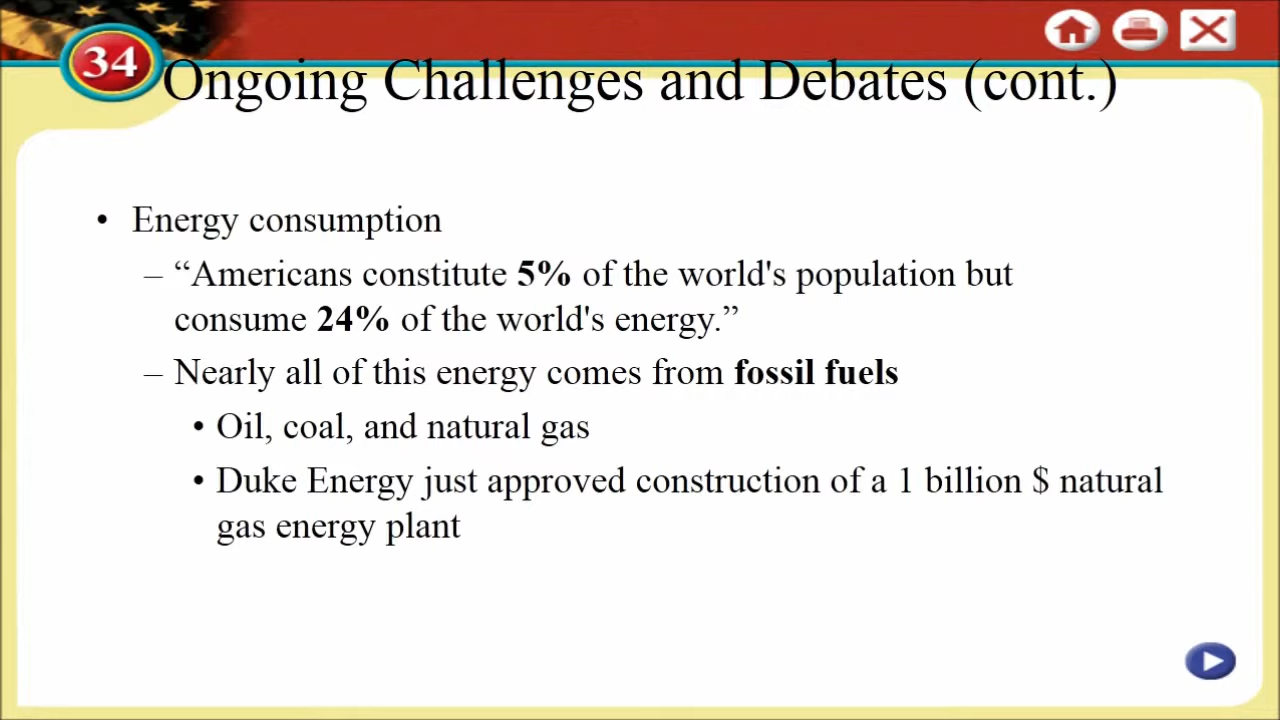 34
Ongoing Challenges and Debates (cont.)
• Energy consumption
– “Americans constitute 5% of the world's population but
consume 24% of the world's energy.”
– Nearly all of this energy comes from fossil fuels
• Oil, coal, and natural gas
• Duke Energy just approved construction of a 1 billion $ natural
gas energy plant